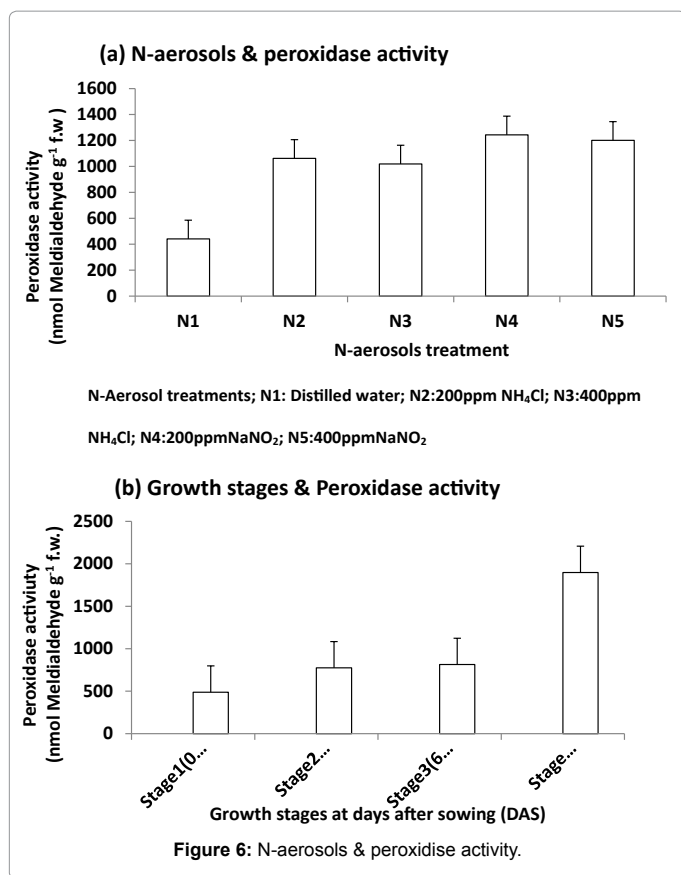 (a) N-aerosols & peroxidase activity
Peroxidase activity
(nmol Meldialdehyde g⁻¹ f.w )
1600
1400
1200
1000
800
600
400
200
0
N1 N2 N3 N4 N5
N-aerosols treatment
N-Aerosol treatments; N1: Distilled water; N2:200ppm NH₄Cl; N3:400ppm
NH₄Cl; N4:200ppmNaNO₂; N5:400ppmNaNO₂
(b) Growth stages & Peroxidase activity
Peroxidase activiuty
(nmol Meldialdehyde g⁻¹ f.w.)
2500
2000
1500
1000
500
0
Stage1(0... Stage2... Stage3(6... Stage...
Growth stages at days after sowing (DAS)
Figure 6: N-aerosols & peroxidise activity.